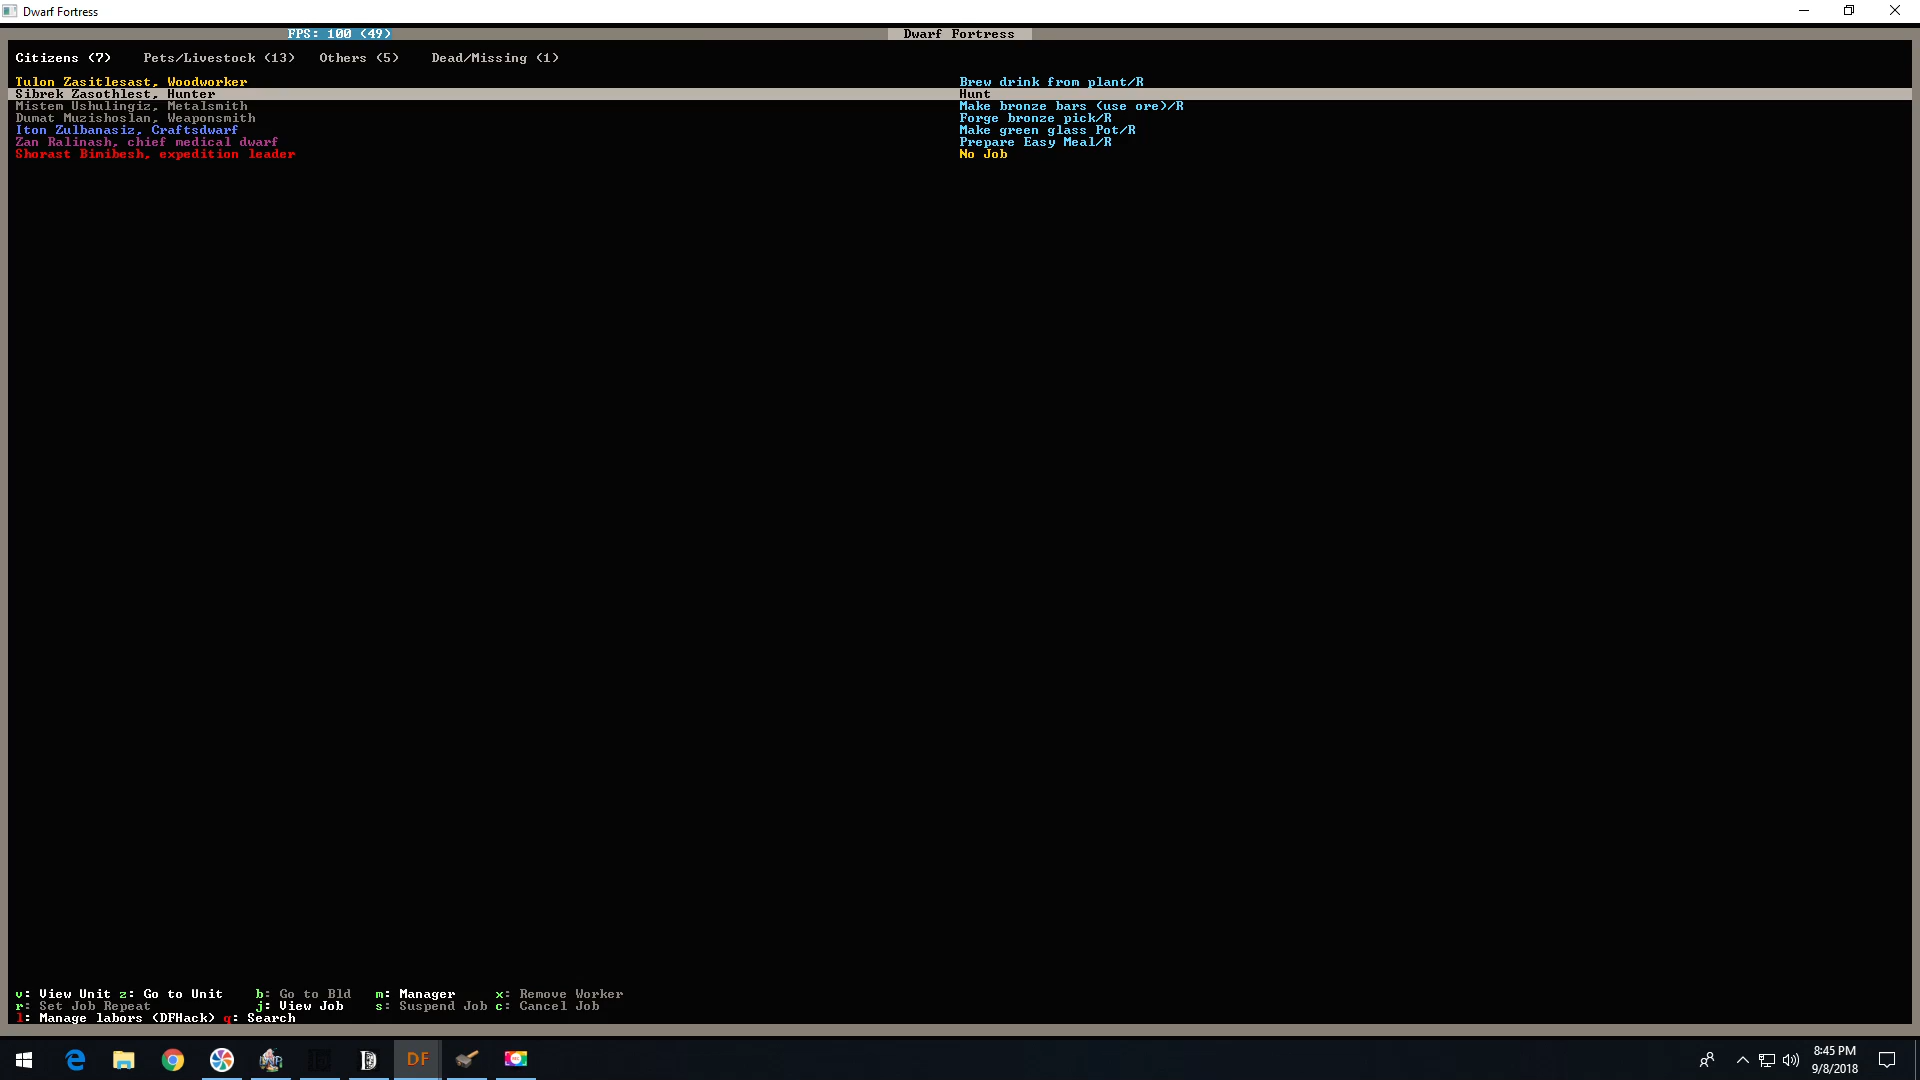 Dwarf Fortress
FPS: 100 (49)
Dwarf Fortress
Citizens (7) Pets/Livestock (13) Others (5) Dead/Missing (1)
Tulon Zasitlesast, Woodworker Brew drink from plant/R
Sibrek Zasothlest, Hunter Hunt
Mistem Ushulingiz, Metalsmith Make bronze bars (use ore)/R
Dumat Muzishoslan, Weaponsmith Forge bronze pick/R
Iton Zulbanasiz, Craftsdwarf Make green glass Pot/R
Zan Ralinash, chief medical dwarf Prepare Easy Meal/R
Shorast Bimibesh, expedition leader No Job
v: View Unit z: Go to Unit b: Go to Bld m: Manager x: Remove Worker
r: Set Job Repeat j: View Job s: Suspend Job c: Cancel Job
l: Manage labors (DFHack) q: Search
DF
8:45 PM
9/8/2018